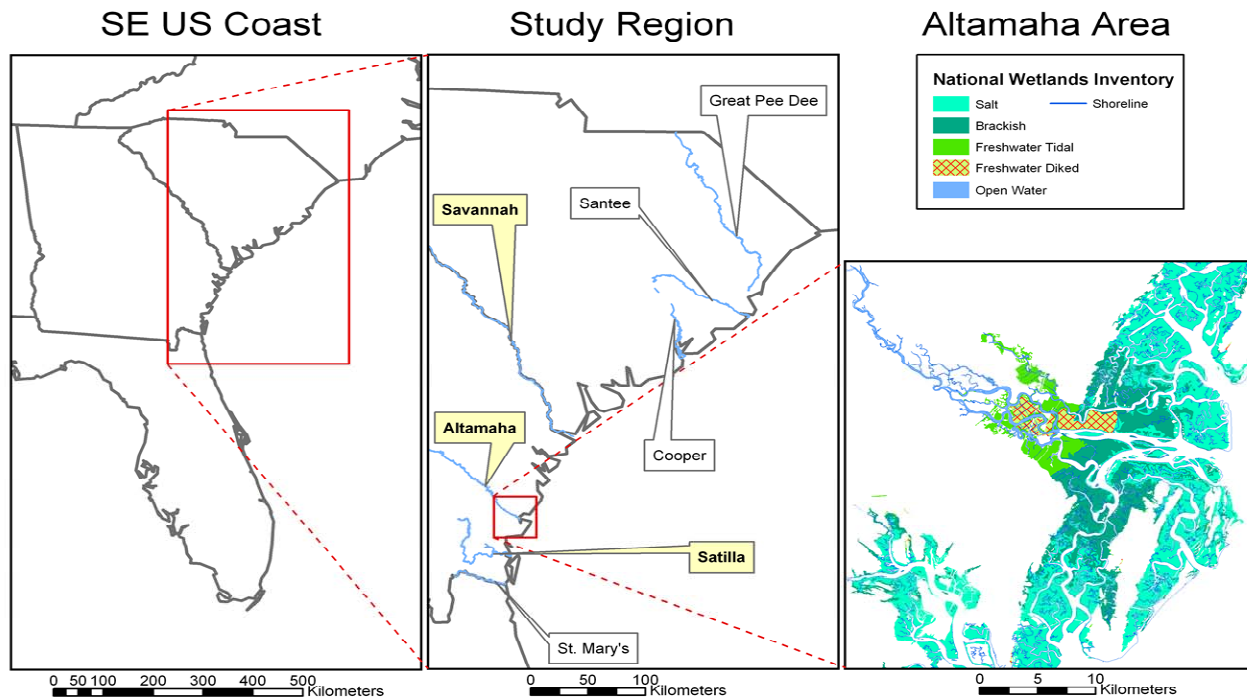 SE US Coast
Study Region
Altamaha Area
National Wetlands Inventory
Salt
Shoreline
Brackish
Freshwater Tidal
Freshwater Diked
Open Water
Great Pee Dee
Santee
Savannah
Altamaha
Cooper
Satilla
St. Mary's
0 50 100 200 300 400 500
Kilometers
0 50 100
Kilometers
0 5 10
Kilometers